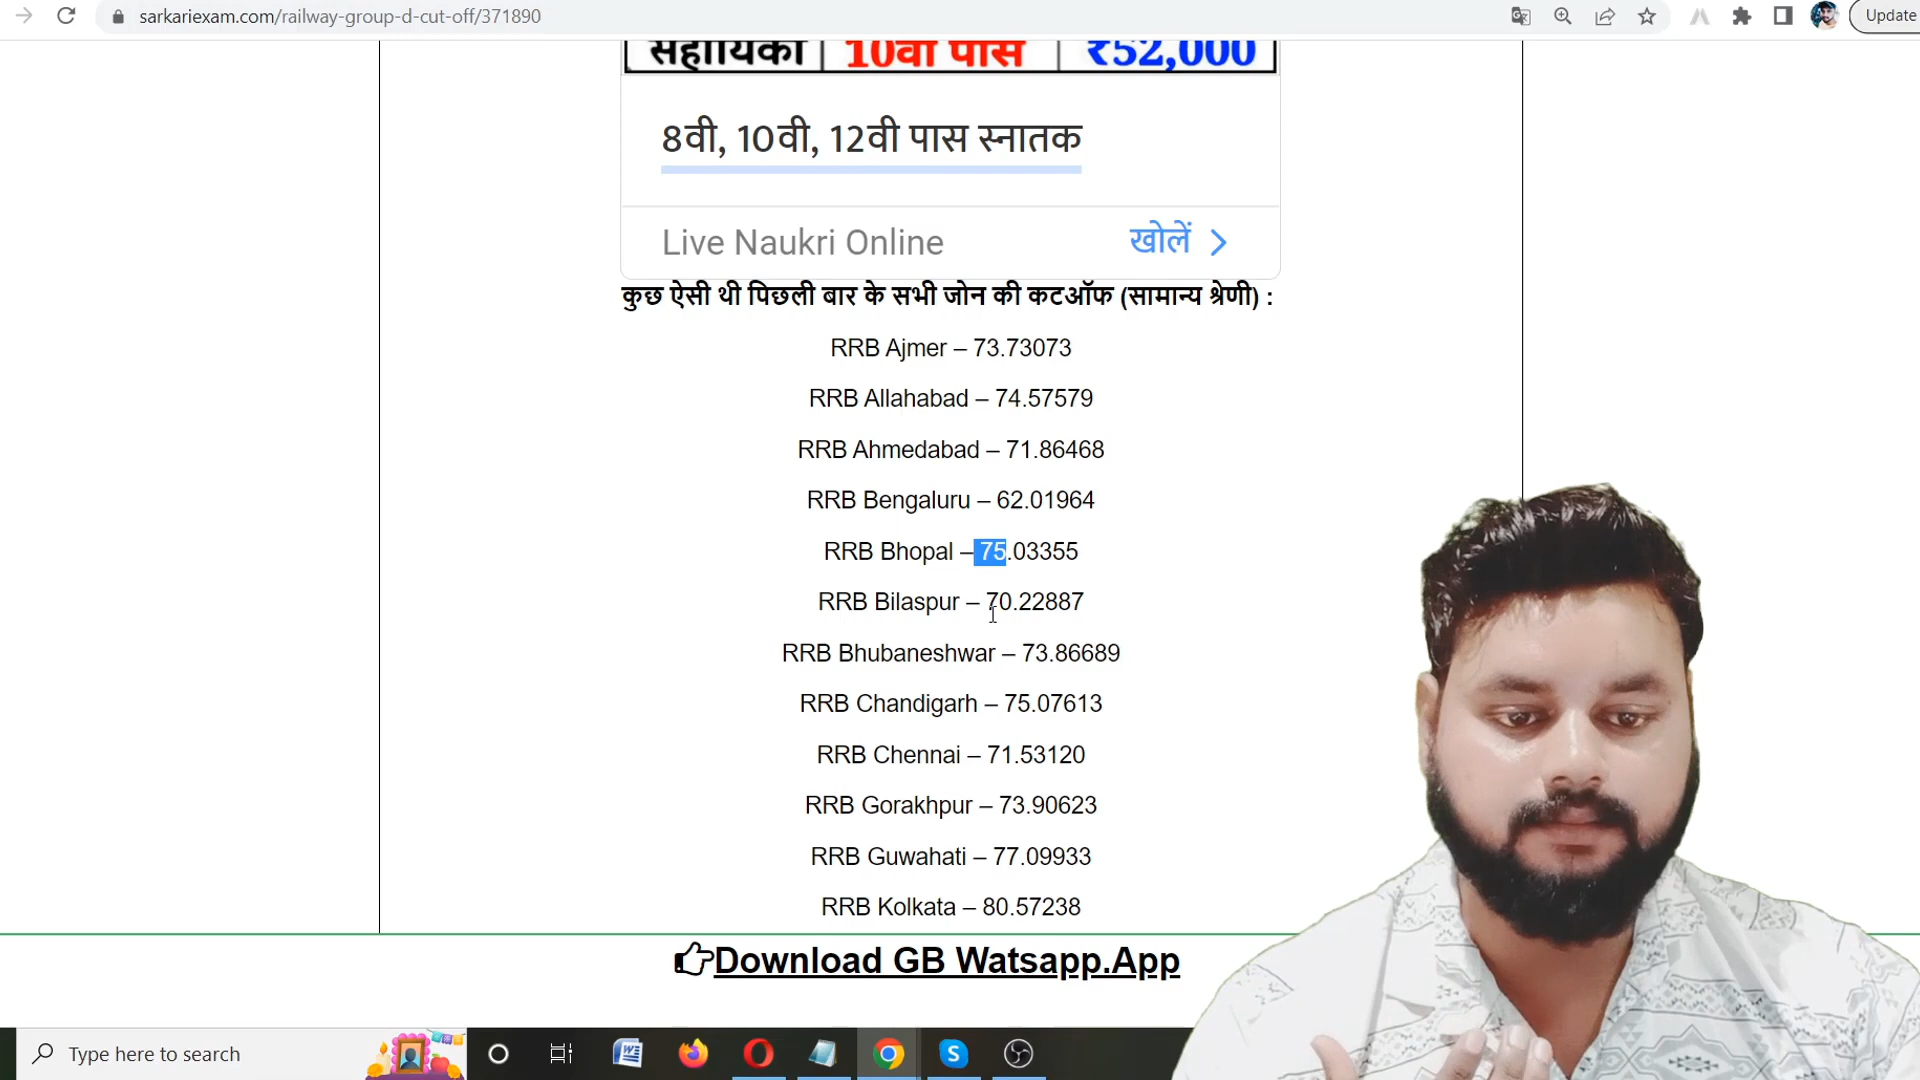 sarkariexam.com/railway-group-d-cut-off/371890
Update
सहायिका 10वीं पास ₹52,000
8वी, 10वी, 12वी पास स्नातक
Live Naukri Online खोलें
कुछ ऐसी थी पिछली बार के सभी जोन की कटऑफ (सामान्य श्रेणी) :
RRB Ajmer – 73.73073
RRB Allahabad – 74.57579
RRB Ahmedabad – 71.86468
RRB Bengaluru – 62.01964
RRB Bhopal – 75.03355
RRB Bilaspur – 70.22887
RRB Bhubaneshwar – 73.86689
RRB Chandigarh – 75.07613
RRB Chennai – 71.53120
RRB Gorakhpur – 73.90623
RRB Guwahati – 77.09933
RRB Kolkata – 80.57238
Download GB Watsapp.App
Type here to search